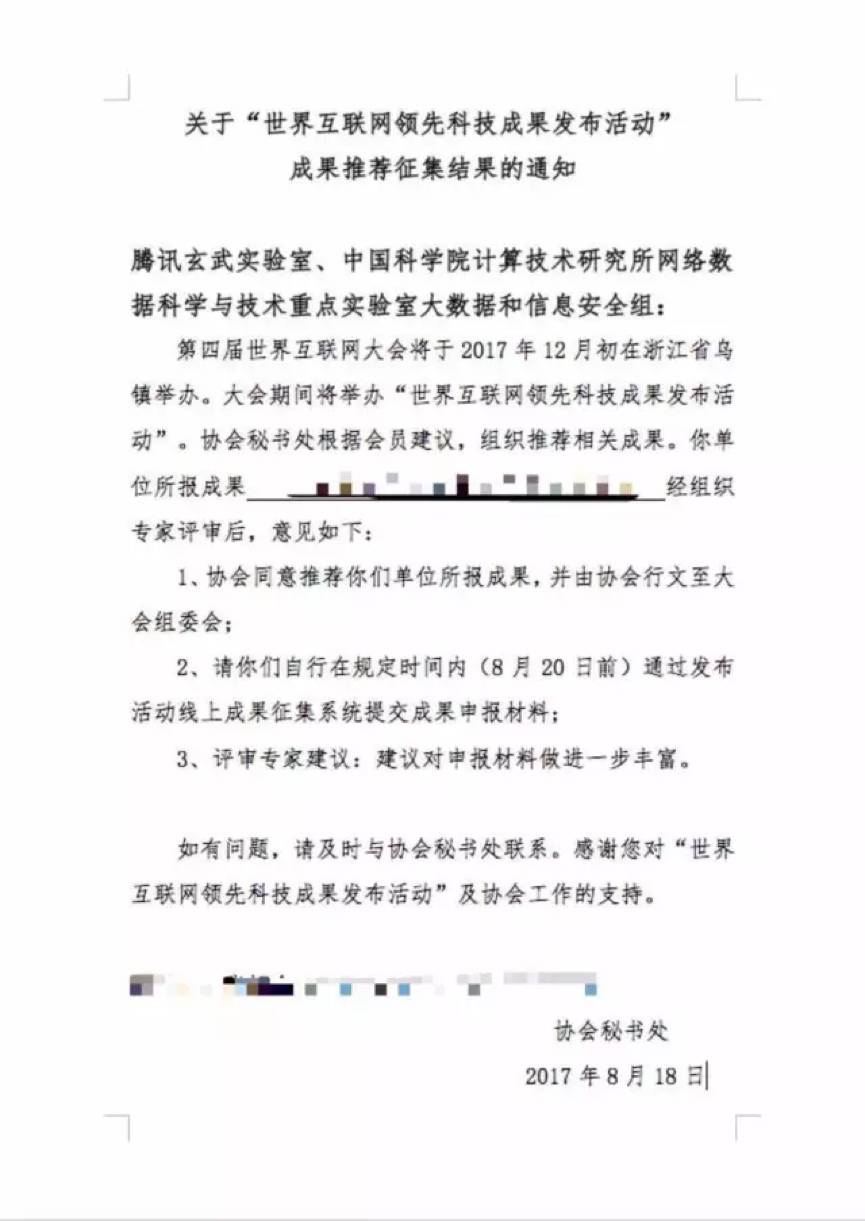 关于“世界互联网领先科技成果发布活动”
成果推荐征集结果的通知
腾讯玄武实验室、中国科学院计算技术研究所网络数
据科学与技术重点实验室大数据和信息安全组：
第四届世界互联网大会将于 2017 年 12 月初在浙江省乌
镇举办。大会期间将举办“世界互联网领先科技成果发布活
动”。协会秘书处根据会员建议，组织推荐相关成果。你单
位所报成果 经组织
专家评审后，意见如下：
1、协会同意推荐你们单位所报成果，并由协会行文至大
会组委会；
2、请你们自行在规定时间内（8 月 20 日前）通过发布
活动线上成果征集系统提交成果申报材料；
3、评审专家建议：建议对申报材料做进一步丰富。
如有问题，请及时与协会秘书处联系。感谢您对“世界
互联网领先科技成果发布活动”及协会工作的支持。
协会秘书处
2017 年 8 月 18 日